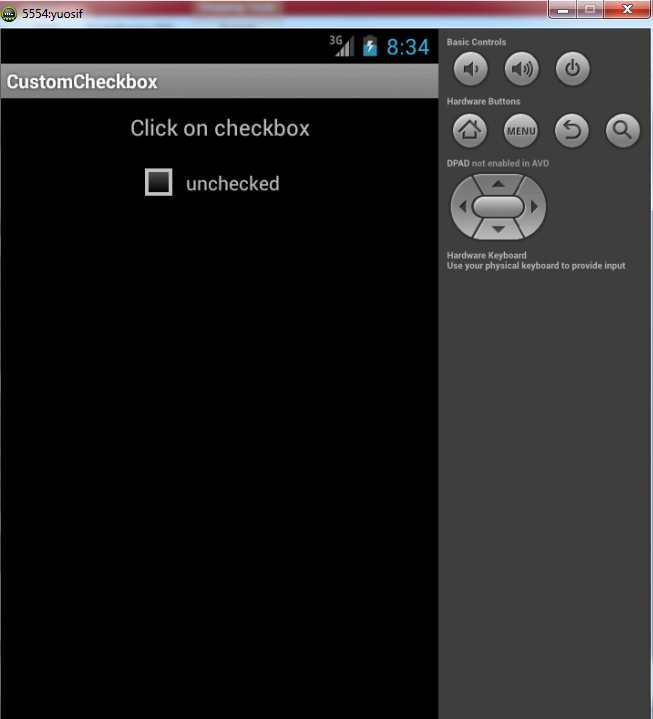 5554:yuosif
3G 8:34
CustomCheckbox
Click on checkbox
unchecked
Basic Controls
Hardware Buttons
MENU
DPAD not enabled in AVD
Hardware Keyboard
Use your physical keyboard to provide input